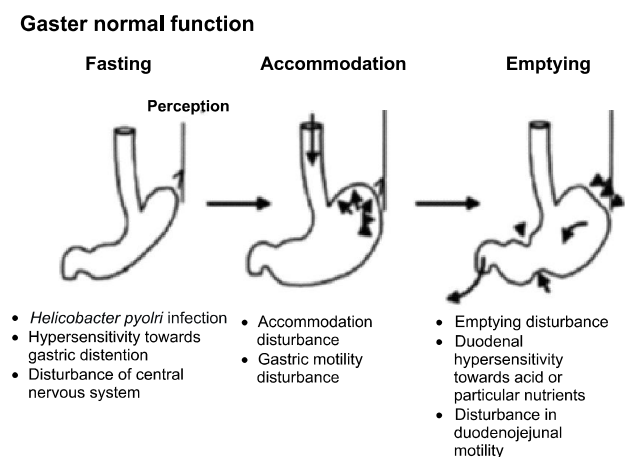 Gaster normal function
Fasting
Accommodation
Emptying
Perception
• Helicobacter pyolri infection
• Hypersensitivity towards
gastric distention
• Disturbance of central
nervous system
• Accommodation
disturbance
• Gastric motility
disturbance
• Emptying disturbance
• Duodenal
hypersensitivity
towards acid or
particular nutrients
• Disturbance in
duodenojejunal
motility